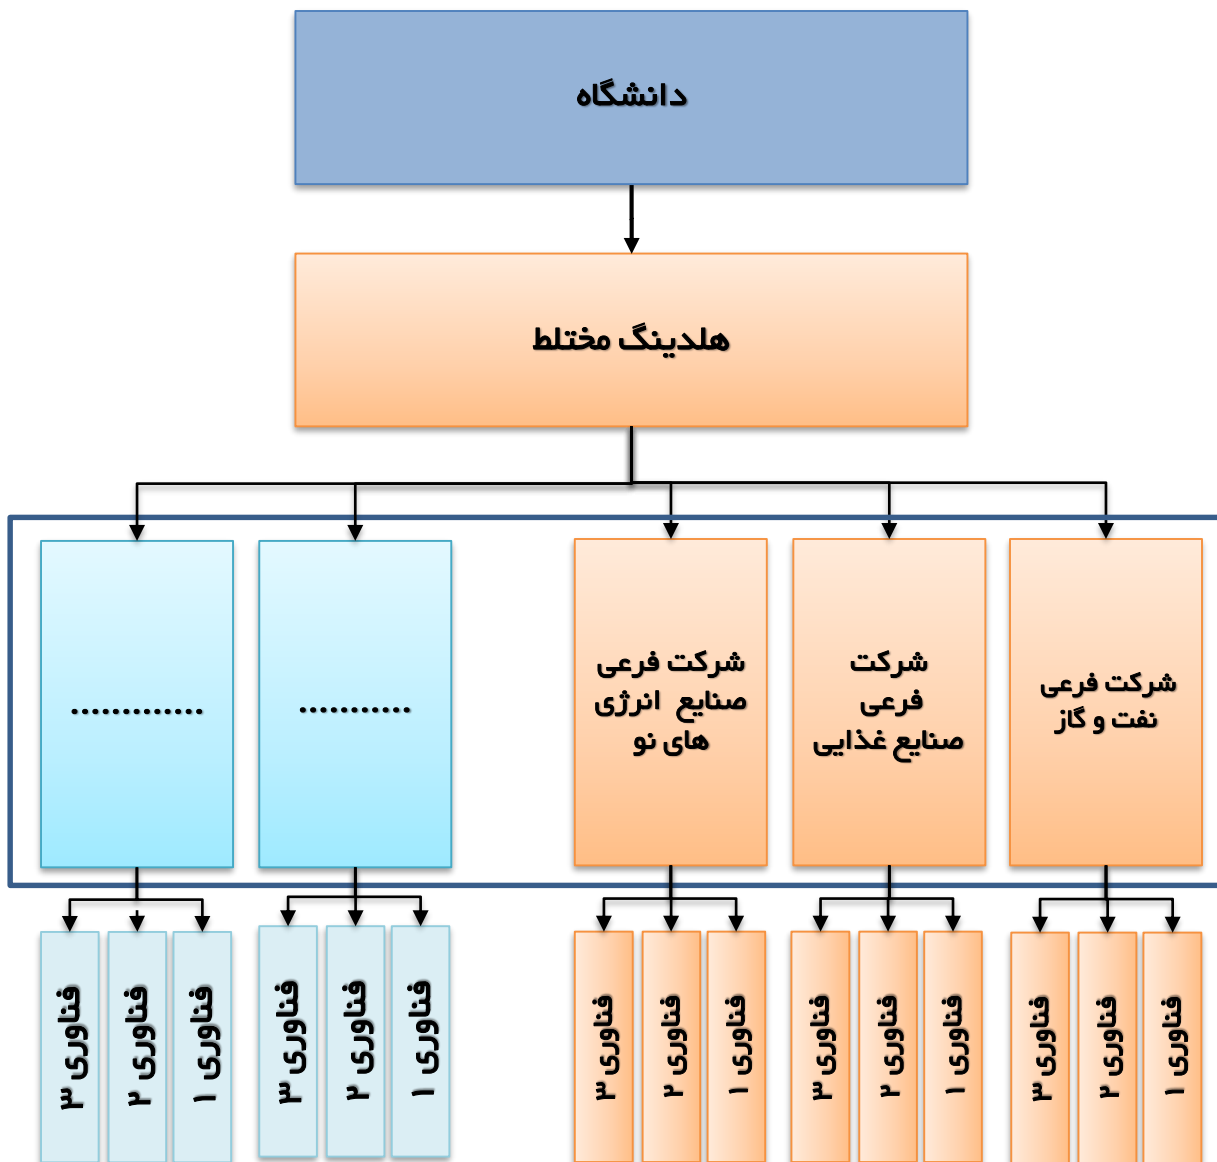 دانشگاه
هلدینگ مختلط
شرکت فرعی
نفت و گاز
شرکت
فرعی
صنایع غذایی
شرکت فرعی
صنایع انرژی
های نو
...........
.............
فناوری ۱
فناوری ۲
فناوری ۳
فناوری ۱
فناوری ۲
فناوری ۳
فناوری ۱
فناوری ۲
فناوری ۳
فناوری ۱
فناوری ۲
فناوری ۳
فناوری ۱
فناوری ۲
فناوری ۳